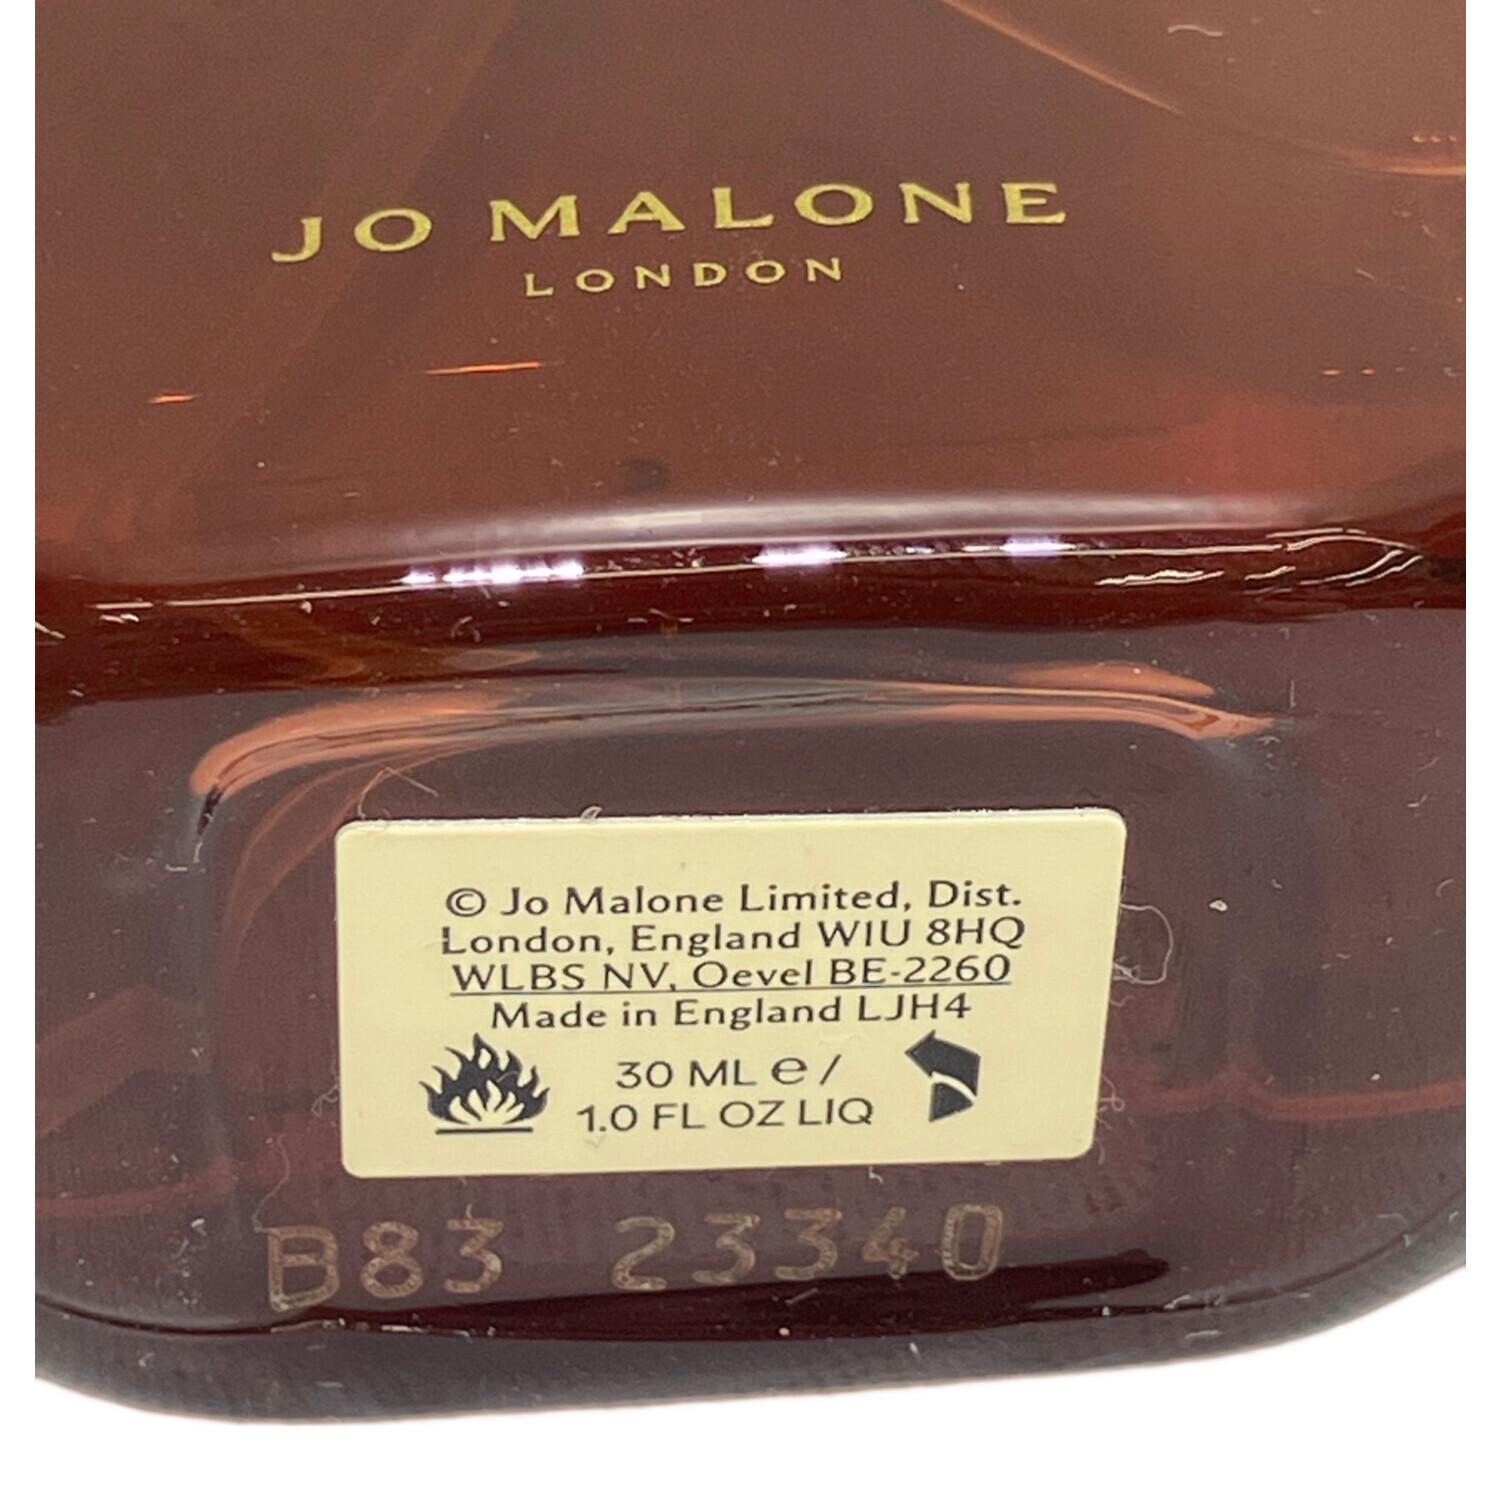 JO MALONE
LONDON
© Jo Malone Limited, Dist.
London, England W1U 8HQ
WLBS NV, Oevel BE-2260
Made in England LJH4
30 ML e /
1.0 FL OZ LIQ
B83 23340